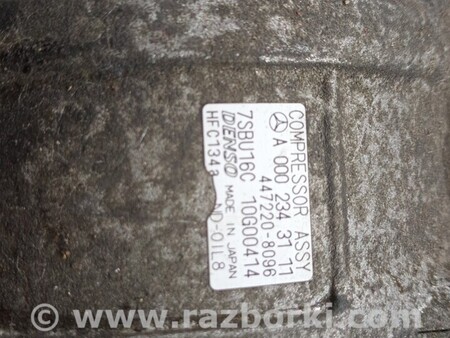 COMPRESSOR ASSY
A 000 234 31 11
447220-8096
7SBU16C 10G00414
DENSO MADE IN JAPAN
HFC134a ND-OIL8
© www.razborki.com